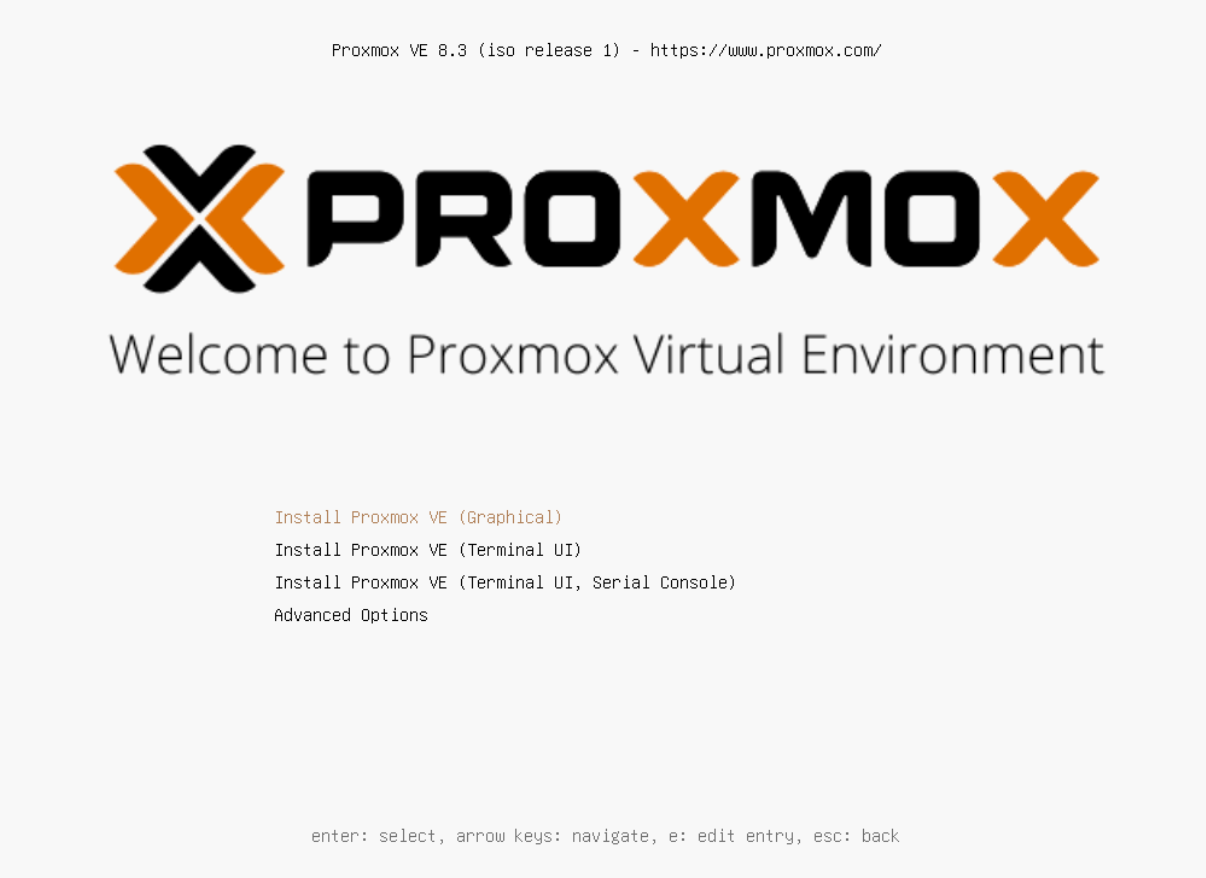 Proxmox VE 8.3 (iso release 1) - https://www.proxmox.com/
PROXMOX
Welcome to Proxmox Virtual Environment
Install Proxmox VE (Graphical)
Install Proxmox VE (Terminal UI)
Install Proxmox VE (Terminal UI, Serial Console)
Advanced Options
enter: select, arrow keys: navigate, e: edit entry, esc: back